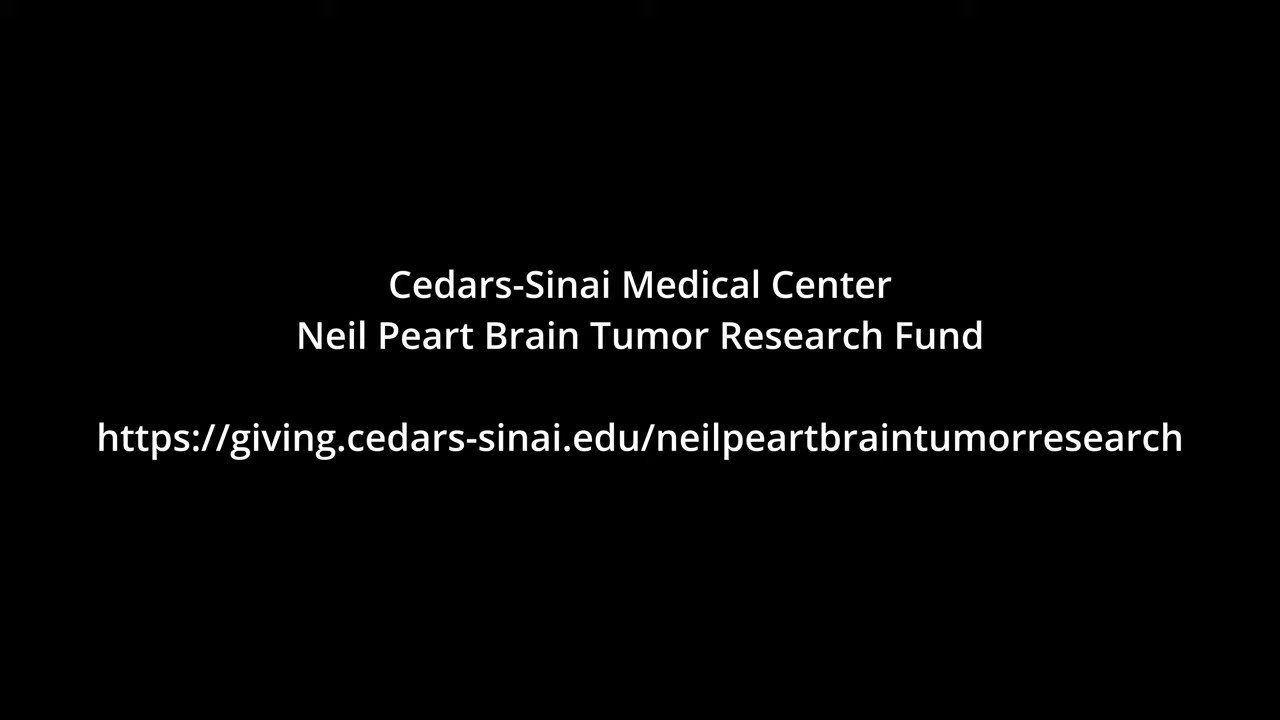 Cedars-Sinai Medical Center
Neil Peart Brain Tumor Research Fund
https://giving.cedars-sinai.edu/neilpeartbraintumorresearch